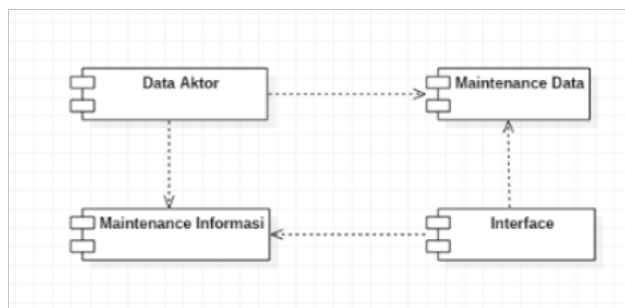 Data Aktor
Maintenance Data
Maintenance Informasi
Interface